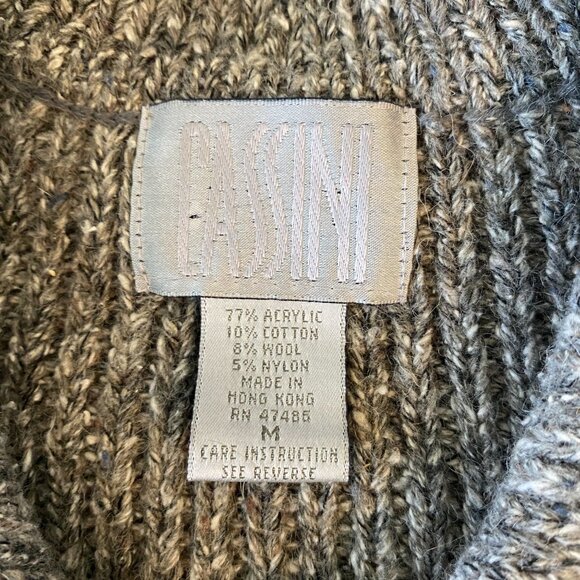 CASSINI
77% ACRYLIC
10% COTTON
8% WOOL
5% NYLON
MADE IN
HONG KONG
RN 47486
M
CARE INSTRUCTION
SEE REVERSE